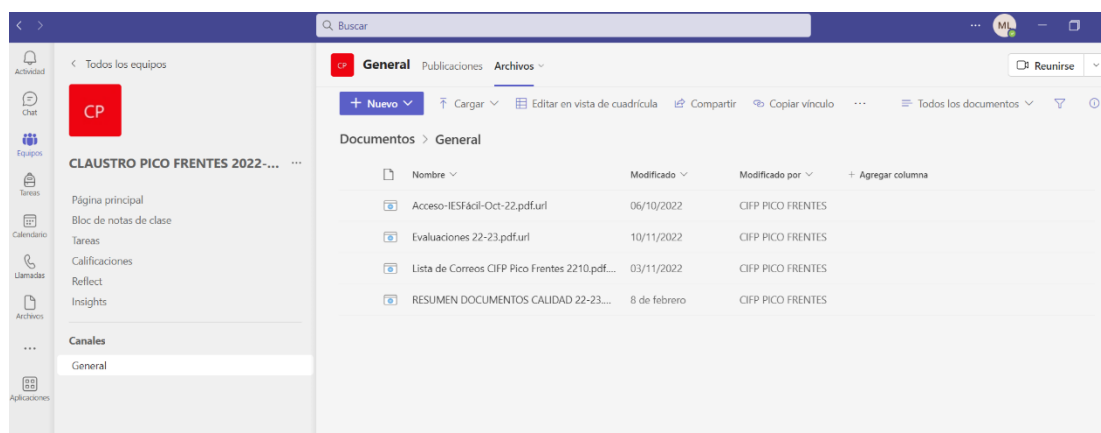 Buscar
ML
Actividad
Chat
Equipos
Tareas
Calendario
Llamadas
Archivos
Aplicaciones
Todos los equipos
CP
CLAUSTRO PICO FRENTES 2022-...
Página principal
Bloc de notas de clase
Tareas
Calificaciones
Reflect
Insights
Canales
General
CP General Publicaciones Archivos
Reunirse
+ Nuevo Cargar Editar en vista de cuadrícula Compartir Copiar vínculo ... Todos los documentos
Documentos > General
Nombre Modificado Modificado por + Agregar columna
Acceso-IESFácil-Oct-22.pdf.url 06/10/2022 CIFP PICO FRENTES
Evaluaciones 22-23.pdf.url 10/11/2022 CIFP PICO FRENTES
Lista de Correos CIFP Pico Frentes 2210.pdf.... 03/11/2022 CIFP PICO FRENTES
RESUMEN DOCUMENTOS CALIDAD 22-23.... 8 de febrero CIFP PICO FRENTES